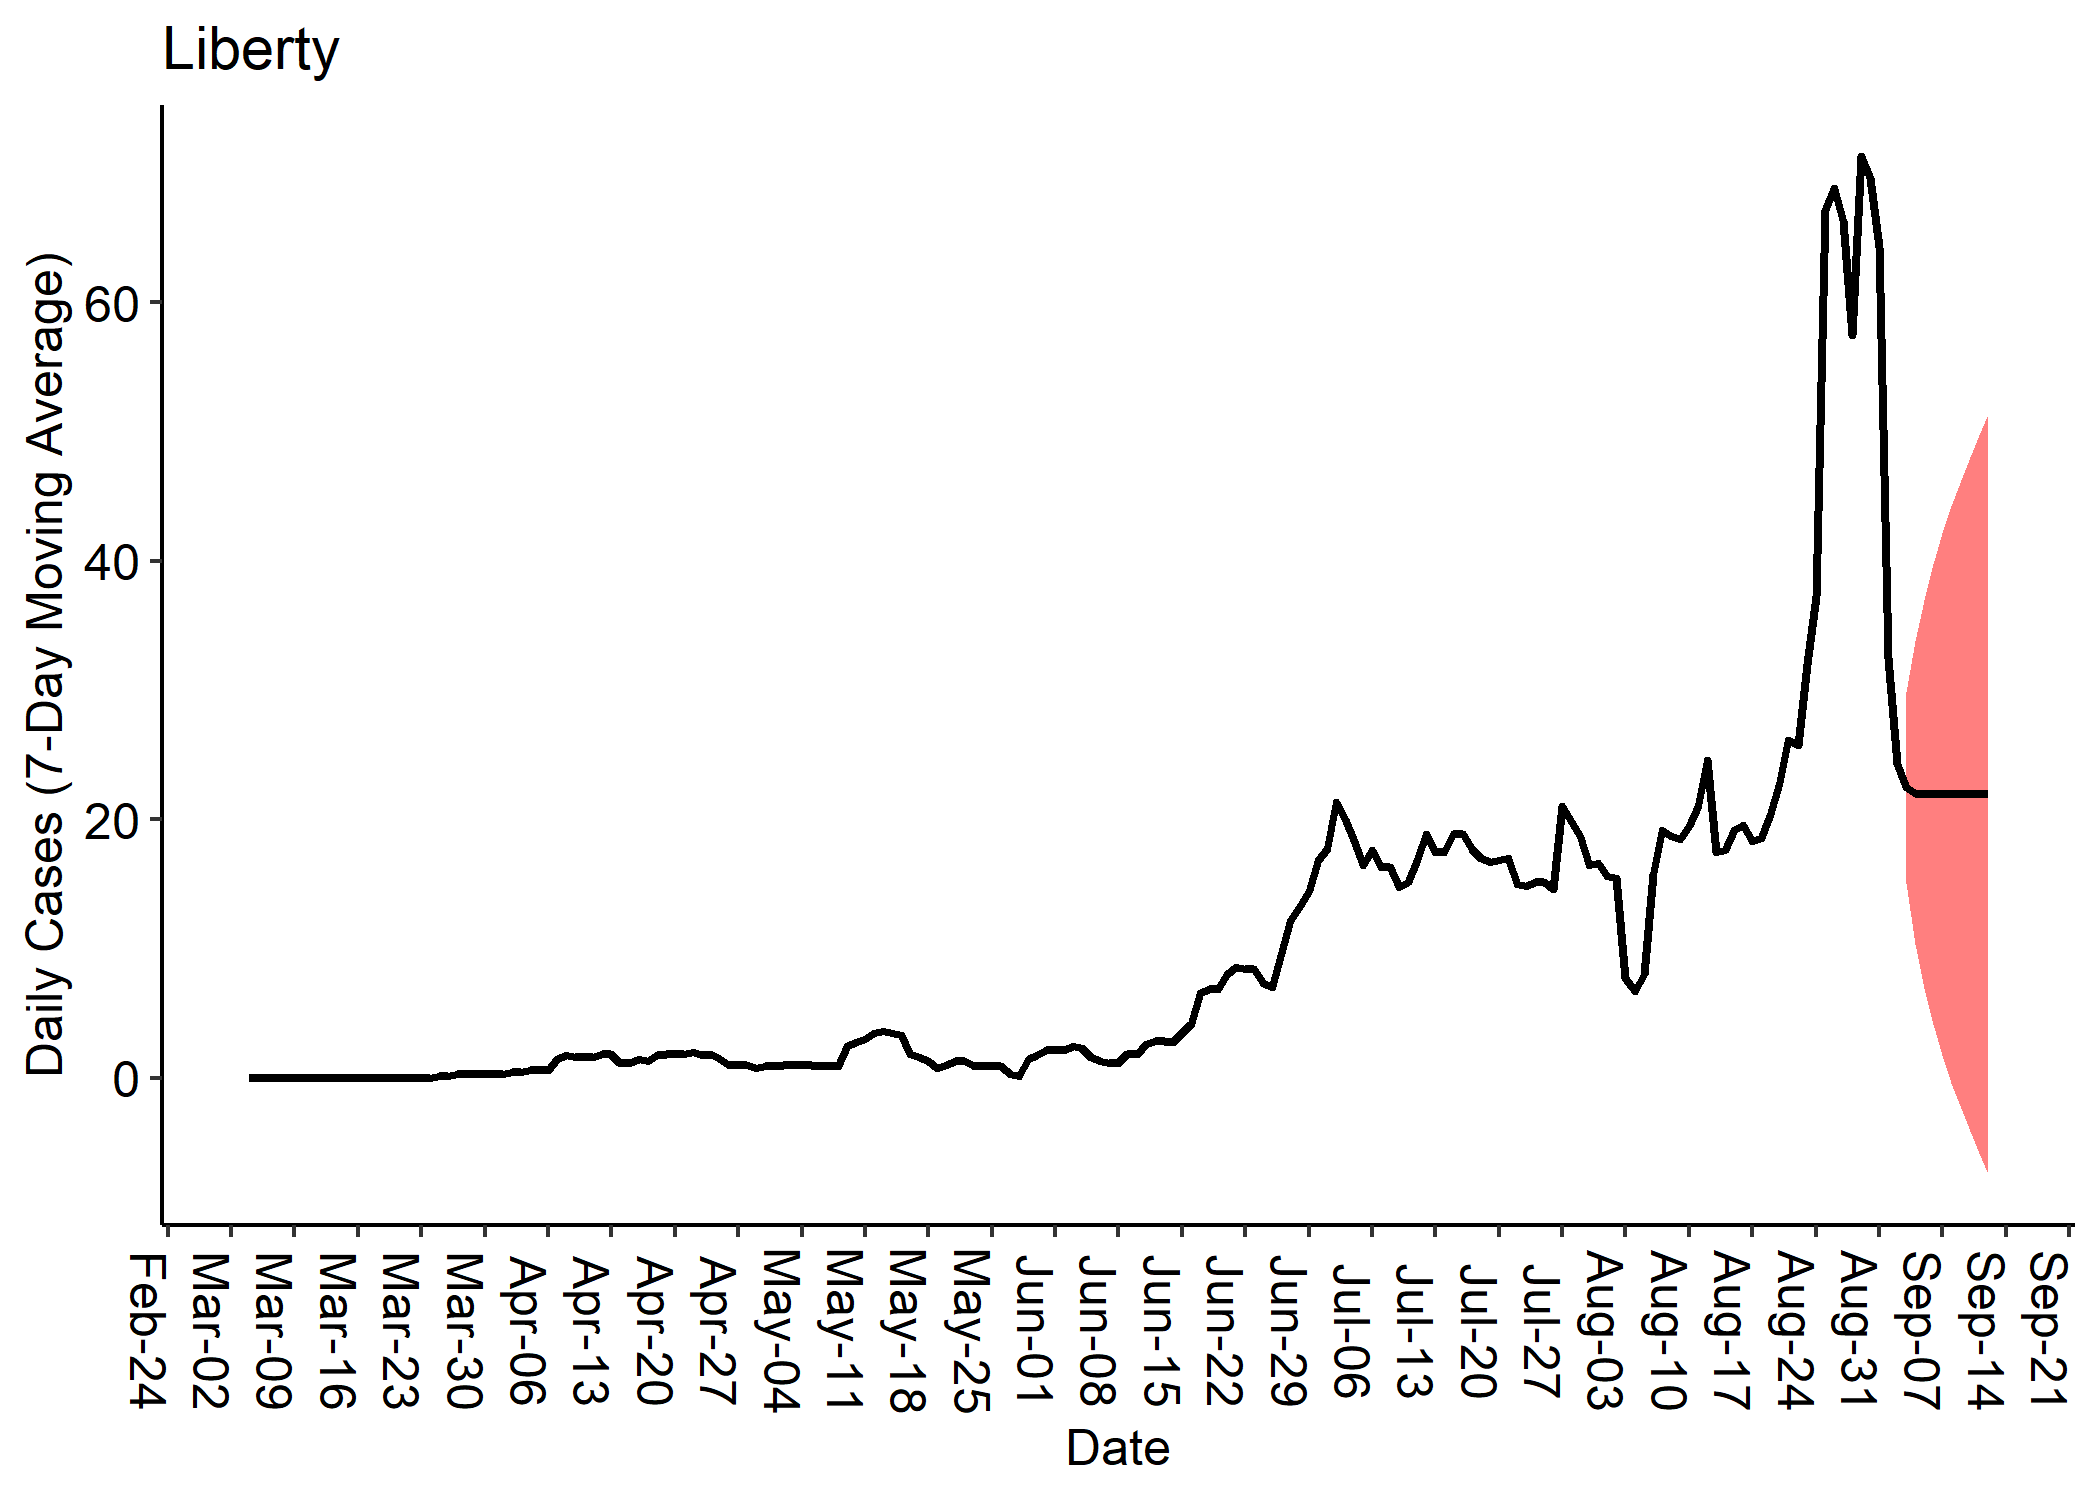 Liberty
Daily Cases (7-Day Moving Average)
60
40
20
0
Feb-24
Mar-02
Mar-09
Mar-16
Mar-23
Mar-30
Apr-06
Apr-13
Apr-20
Apr-27
May-04
May-11
May-18
May-25
Jun-01
Jun-08
Jun-15
Jun-22
Jun-29
Jul-06
Jul-13
Jul-20
Jul-27
Aug-03
Aug-10
Aug-17
Aug-24
Aug-31
Sep-07
Sep-14
Sep-21
Date